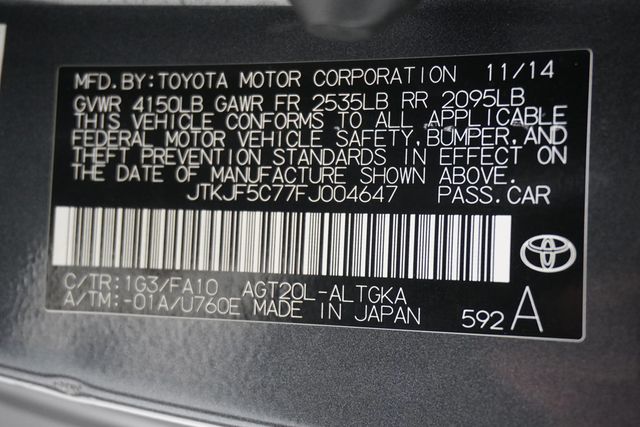 MFD. BY: TOYOTA MOTOR CORPORATION 11/14
GVWR 4150LB GAWR FR 2535LB RR 2095LB
THIS VEHICLE CONFORMS TO ALL APPLICABLE
FEDERAL MOTOR VEHICLE SAFETY, BUMPER, AND
THEFT PREVENTION STANDARDS IN EFFECT ON
THE DATE OF MANUFACTURE SHOWN ABOVE.
JTKJF5C77FJ004647 PASS. CAR
C/TR: 1G3/FA10 AGT20L-ALTGKA
A/TM: -01A/U760E MADE IN JAPAN 592 A